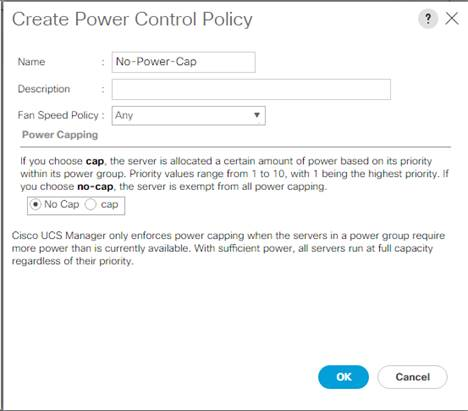 Create Power Control Policy ? ×
Name : No-Power-Cap
Description :
Fan Speed Policy : Any
Power Capping
If you choose cap, the server is allocated a certain amount of power based on its priority
within its power group. Priority values range from 1 to 10, with 1 being the highest priority. If
you choose no-cap, the server is exempt from all power capping.
No Cap cap
Cisco UCS Manager only enforces power capping when the servers in a power group require
more power than is currently available. With sufficient power, all servers run at full capacity
regardless of their priority.
OK Cancel